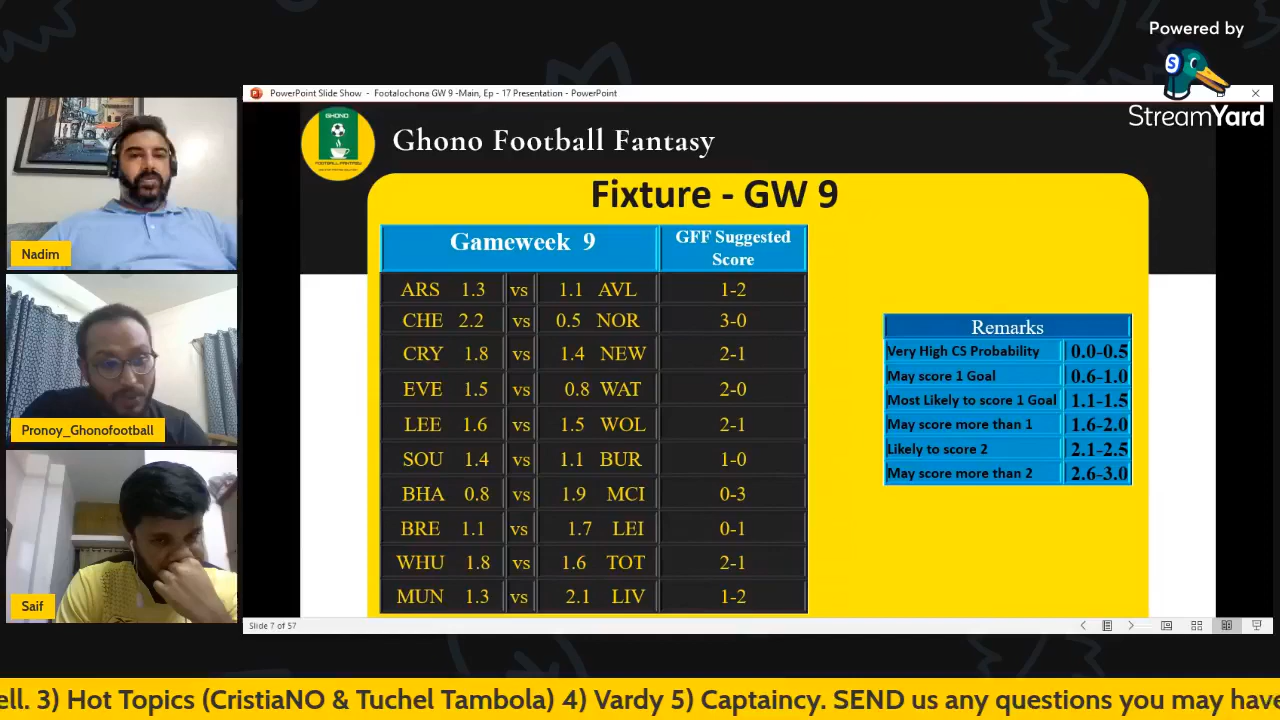 Powered by
StreamYard
PowerPoint Slide Show - Footalochona GW 9 -Main, Ep - 17 Presentation - PowerPoint
GHONO
FOOTBALL FANTASY
Ghono Football Fantasy
Fixture - GW 9
Gameweek 9 GFF Suggested Score
ARS 1.3 vs 1.1 AVL 1-2
CHE 2.2 vs 0.5 NOR 3-0
CRY 1.8 vs 1.4 NEW 2-1
EVE 1.5 vs 0.8 WAT 2-0
LEE 1.6 vs 1.5 WOL 2-1
SOU 1.4 vs 1.1 BUR 1-0
BHA 0.8 vs 1.9 MCI 0-3
BRE 1.1 vs 1.7 LEI 0-1
WHU 1.8 vs 1.6 TOT 2-1
MUN 1.3 vs 2.1 LIV 1-2
Remarks
Very High CS Probability 0.0-0.5
May score 1 Goal 0.6-1.0
Most Likely to score 1 Goal 1.1-1.5
May score more than 1 1.6-2.0
Likely to score 2 2.1-2.5
May score more than 2 2.6-3.0
Nadim
Pronoy_Ghonofootball
Saif
Slide 7 of 57
ell. 3) Hot Topics (CristiaNO & Tuchel Tambola) 4) Vardy 5) Captaincy. SEND us any questions you may have